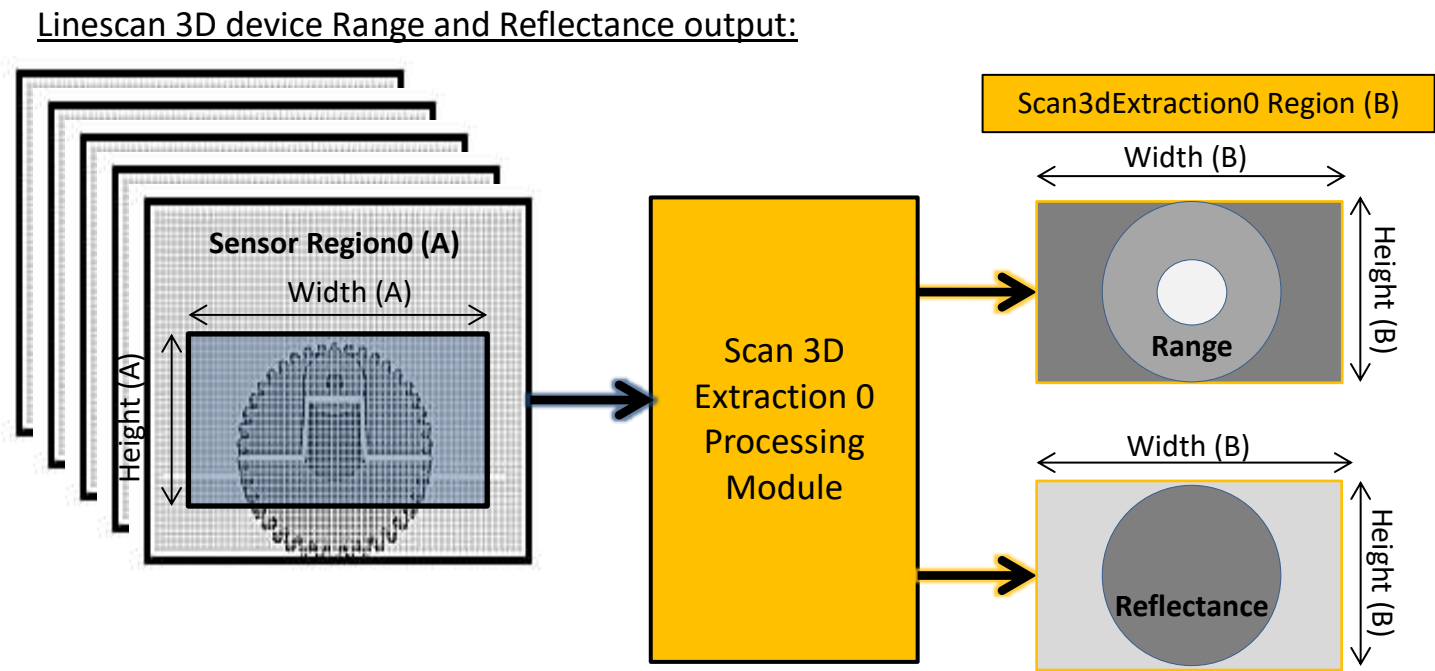 Linescan 3D device Range and Reflectance output:
Sensor Region0 (A)
Width (A)
Height (A)
Scan 3D
Extraction 0
Processing
Module
Scan3dExtraction0 Region (B)
Width (B)
Height (B)
Range
Width (B)
Height (B)
Reflectance